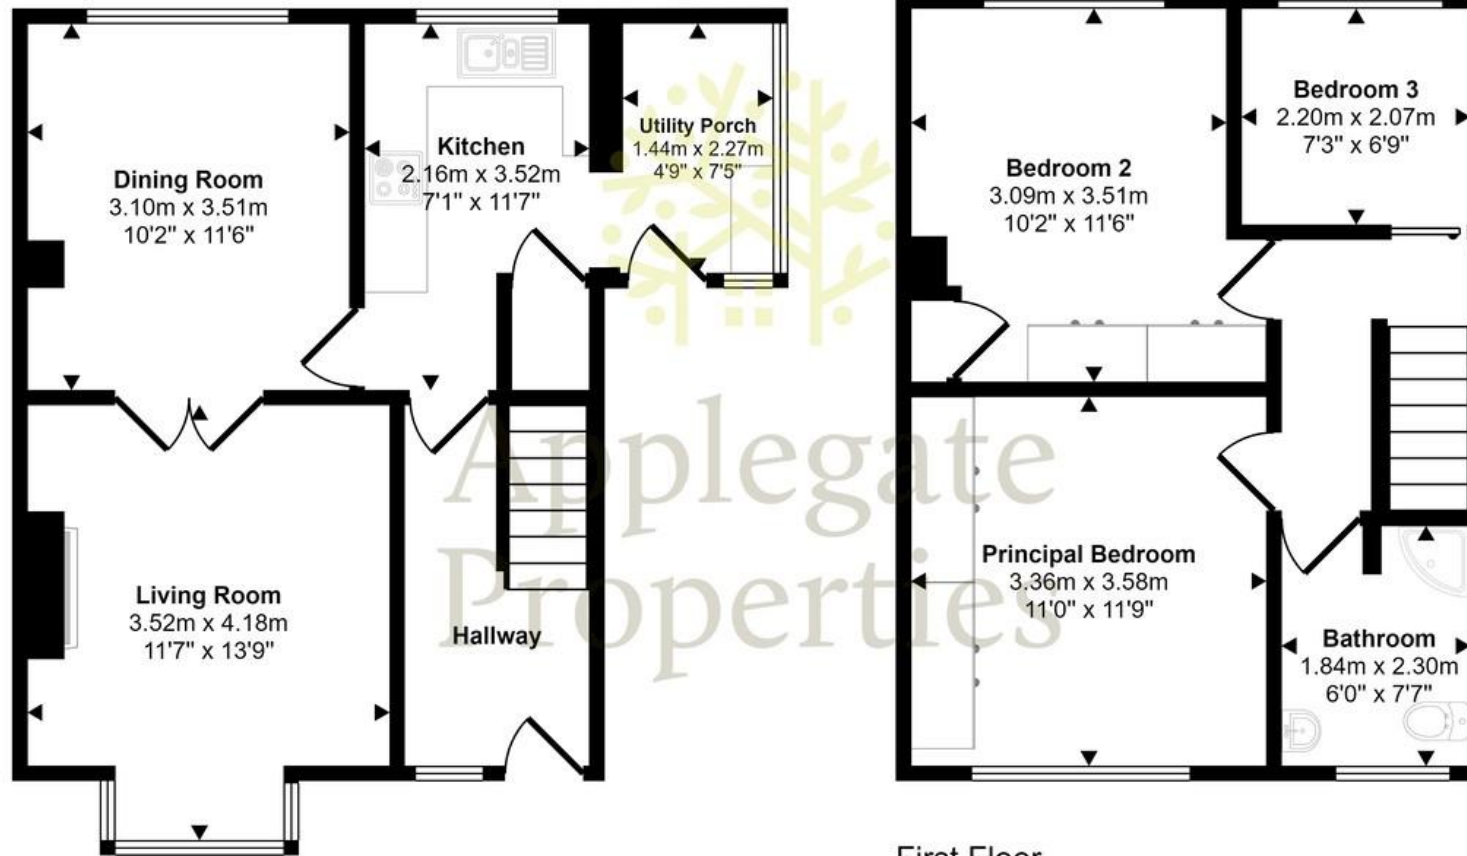 Dining Room
3.10m x 3.51m
10'2" x 11'6"
Kitchen
2.16m x 3.52m
7'1" x 11'7"
Utility Porch
1.44m x 2.27m
4'9" x 7'5"
Living Room
3.52m x 4.18m
11'7" x 13'9"
Hallway
Bedroom 2
3.09m x 3.51m
10'2" x 11'6"
Bedroom 3
2.20m x 2.07m
7'3" x 6'9"
Principal Bedroom
3.36m x 3.58m
11'0" x 11'9"
Bathroom
1.84m x 2.30m
6'0" x 7'7"
First Floor
Applegate
Properties